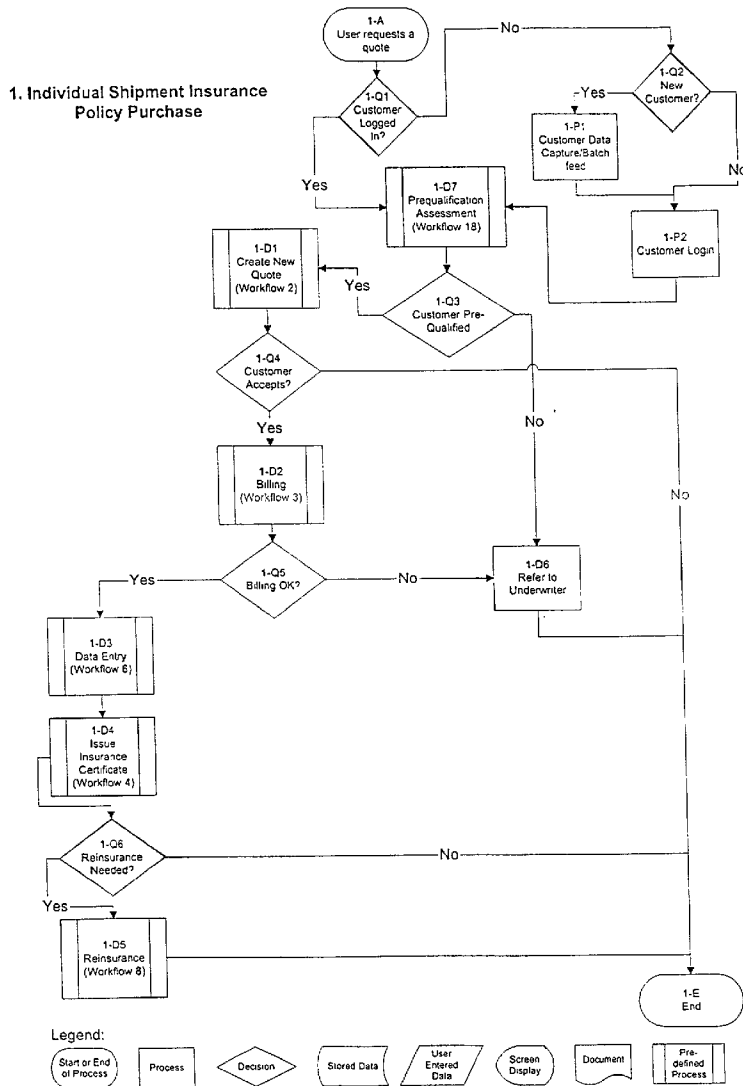 1. Individual Shipment Insurance
Policy Purchase
1-A
User requests a
quote
No
1-Q1
Customer
Logged
In?
1-Q2
New
Customer?
Yes
1-P1
Customer Data
Capture/Batch
feed
No
Yes
1-D7
Prequalification
Assessment
(Workflow 18)
1-P2
Customer Login
1-D1
Create New
Quote
(Workflow 2)
Yes
1-Q3
Customer Pre-
Qualified
1-Q4
Customer
Accepts?
No
Yes
1-D2
Billing
(Workflow 3)
No
1-Q5
Billing OK?
Yes
No
1-D6
Refer to
Underwriter
1-D3
Data Entry
(Workflow 6)
1-D4
Issue
Insurance
Certificate
(Workflow 4)
1-Q6
Reinsurance
Needed?
No
Yes
1-D5
Reinsurance
(Workflow 8)
1-E
End
Legend:
Start or End
of Process
Process
Decision
Stored Data
User
Entered
Data
Screen
Display
Document
Pre-
defined
Process